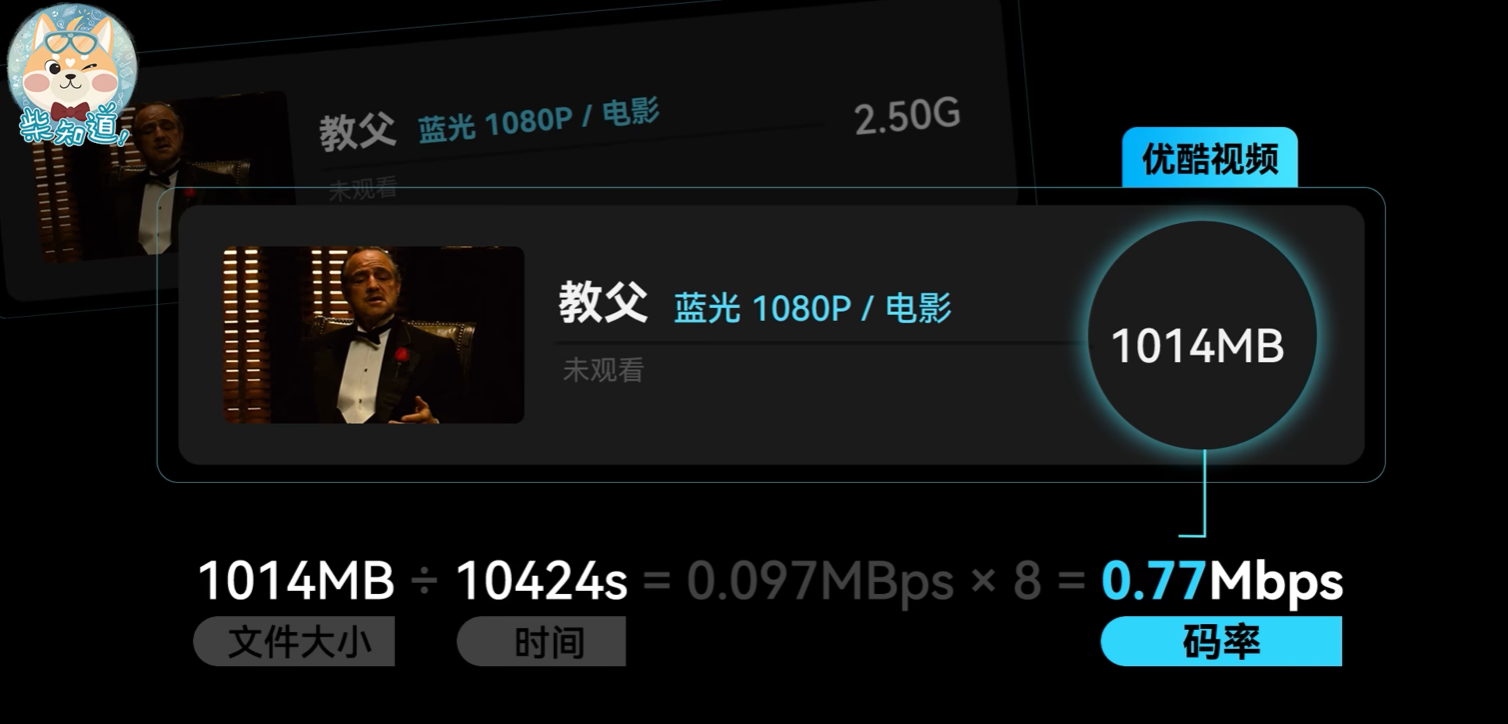 柴知道!
教父 蓝光 1080P / 电影 2.50G
未观看
优酷视频
教父 蓝光 1080P / 电影
未观看
1014MB
1014MB ÷ 10424s = 0.097MBps × 8 = 0.77Mbps
文件大小 时间 码率